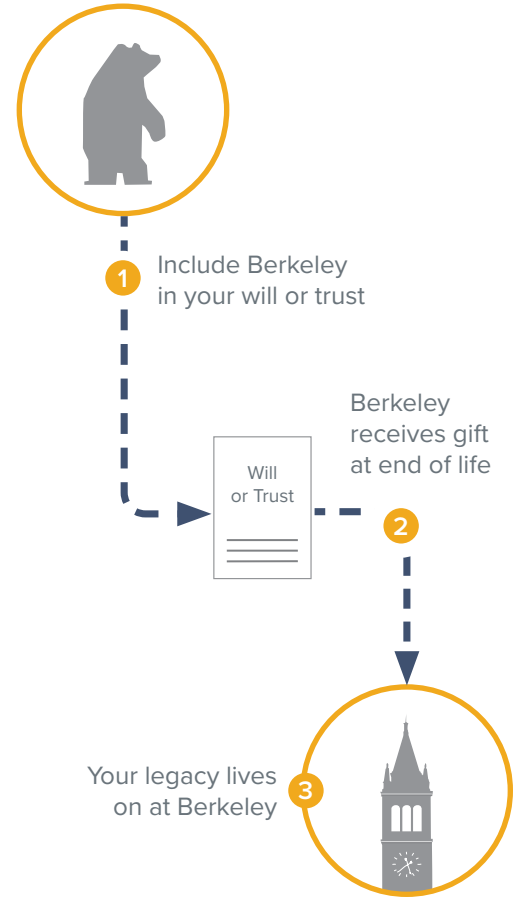 1
Include Berkeley
in your will or trust
Will
or Trust
Berkeley
receives gift
at end of life
2
Your legacy lives
on at Berkeley
3